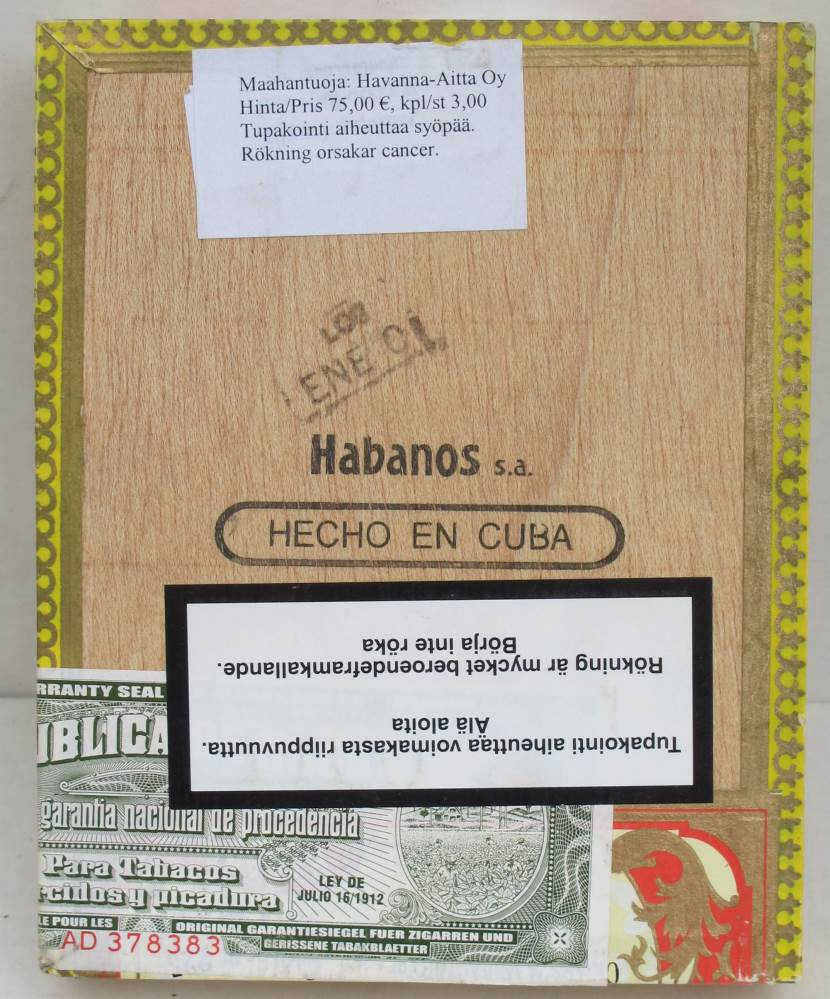 Maahantuoja: Havanna-Aitta Oy
Hinta/Pris 75,00 €, kpl/st 3,00
Tupakointi aiheuttaa syöpää.
Rökning orsakar cancer.
ENE 01
Habanos s.a.
HECHO EN CUBA
Tupakointi aiheuttaa voimakasta riippuvuutta.
Älä aloita
Rökning är mycket beroendeframkallande.
Börja inte röka
RRANTY SEAL
IBLICA
garantia nacional de procedencia
Para Tabacos
rcidos y picadura
LEY DE
JULIO 16/1912
E POUR LES
ORIGINAL GARANTIESIEGEL FUER ZIGARREN UND
GERISSENE TABAKBLAETTER
AD 378383